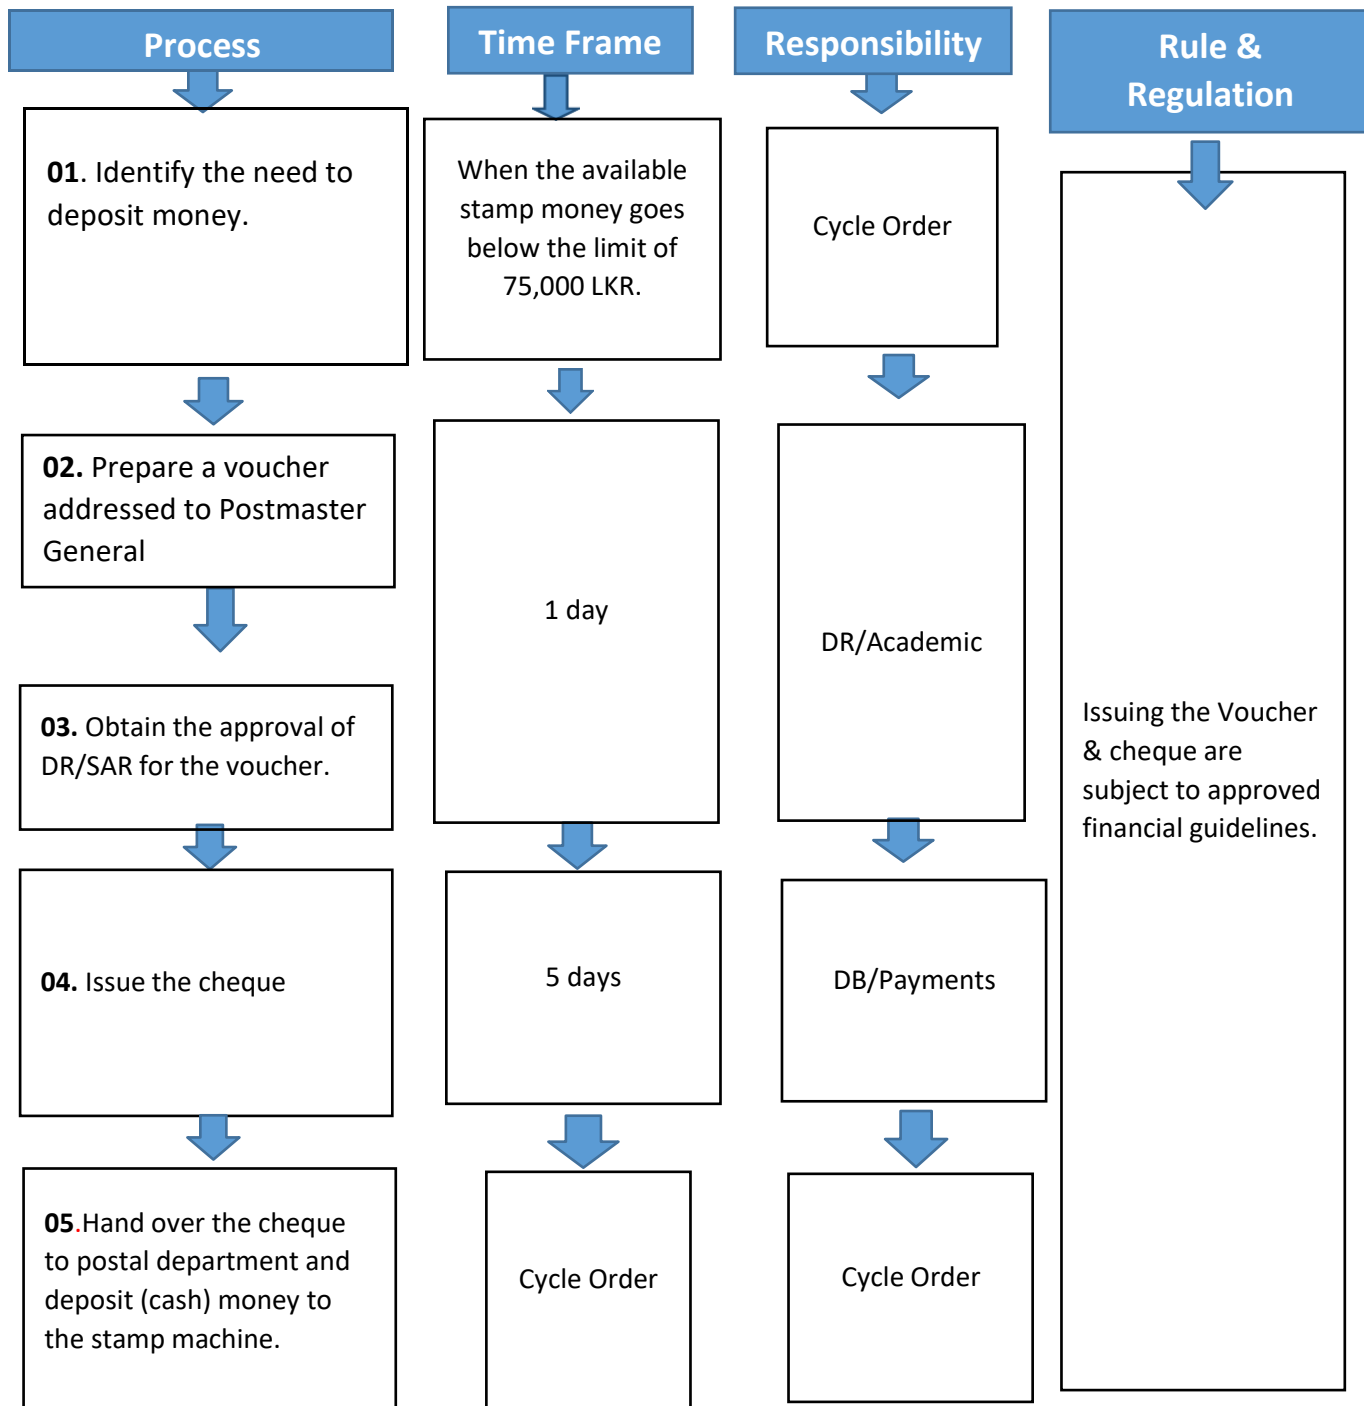 Process
Time Frame
Responsibility
Rule &
Regulation
01. Identify the need to
deposit money.
When the available
stamp money goes
below the limit of
75,000 LKR.
Cycle Order
02. Prepare a voucher
addressed to Postmaster
General
1 day
DR/Academic
03. Obtain the approval of
DR/SAR for the voucher.
Issuing the Voucher
& cheque are
subject to approved
financial guidelines.
04. Issue the cheque
5 days
DB/Payments
05.Hand over the cheque
to postal department and
deposit (cash) money to
the stamp machine.
Cycle Order
Cycle Order